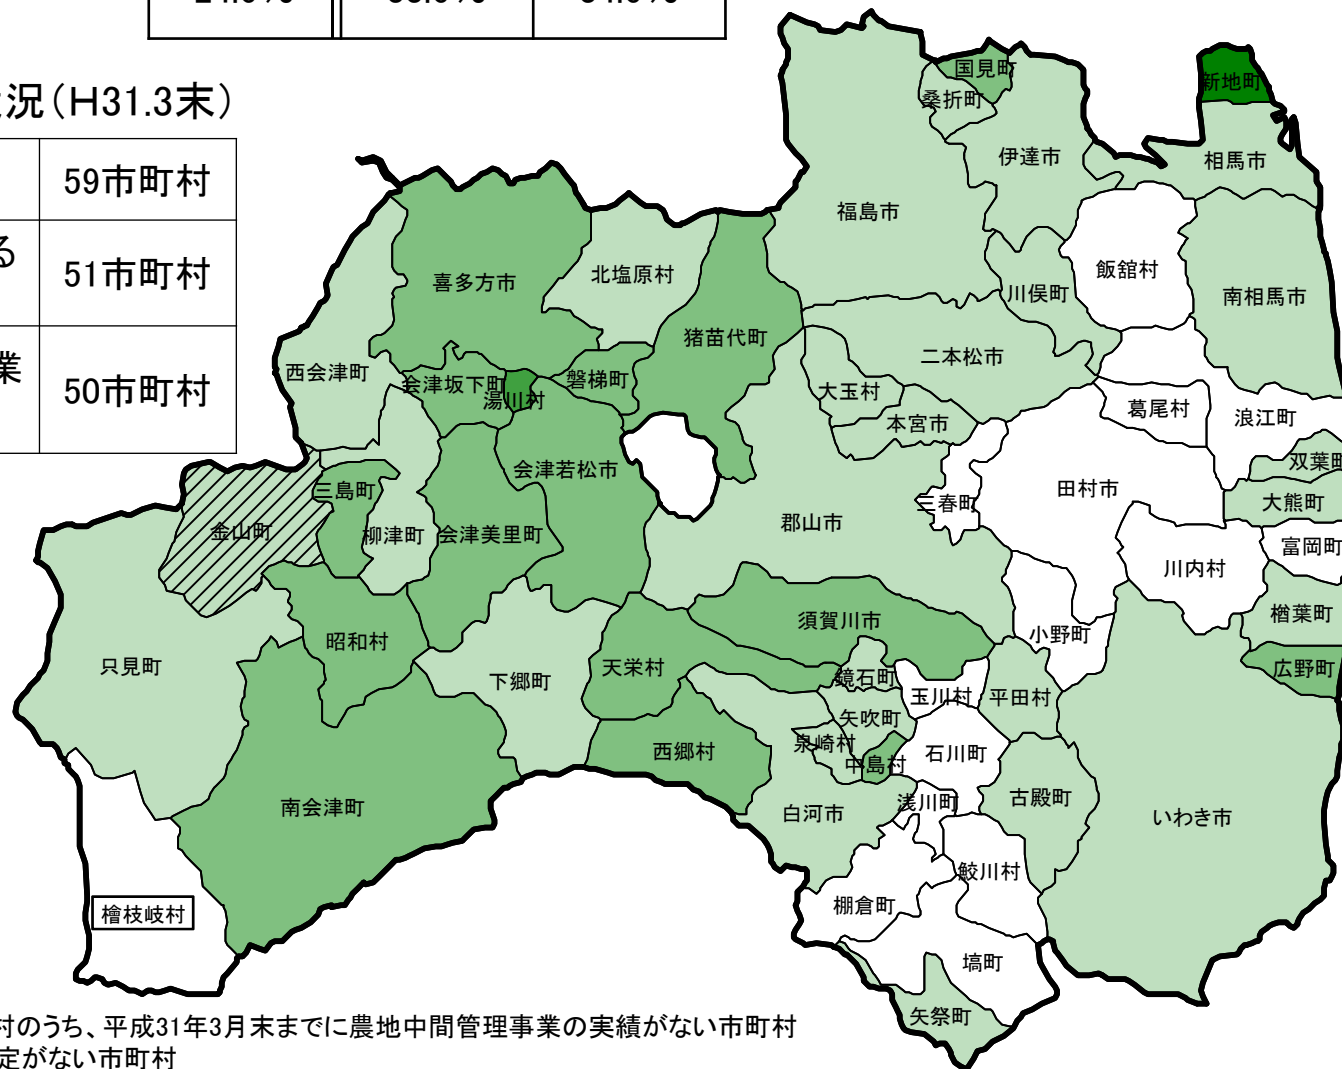 況(H31.3末)
59市町村
る
51市町村
業
50市町村
国見町
新地町
桑折町
伊達市
相馬市
福島市
飯舘村
北塩原村
喜多方市
川俣町
南相馬市
猪苗代町
二本松市
西会津町
会津坂下町
磐梯町
大玉村
湯川村
葛尾村
浪江町
本宮市
双葉町
会津若松市
三島町
田村市
三春町
大熊町
金山町
柳津町
会津美里町
郡山市
富岡町
川内村
楢葉町
須賀川市
小野町
昭和村
只見町
天栄村
広野町
下郷町
鏡石町
玉川村
平田村
矢吹町
泉崎村
西郷村
石川町
中島村
古殿町
南会津町
浅川町
白河市
いわき市
鮫川村
棚倉町
檜枝岐村
塙町
矢祭町
村のうち、平成31年3月末までに農地中間管理事業の実績がない市町村
定がない市町村